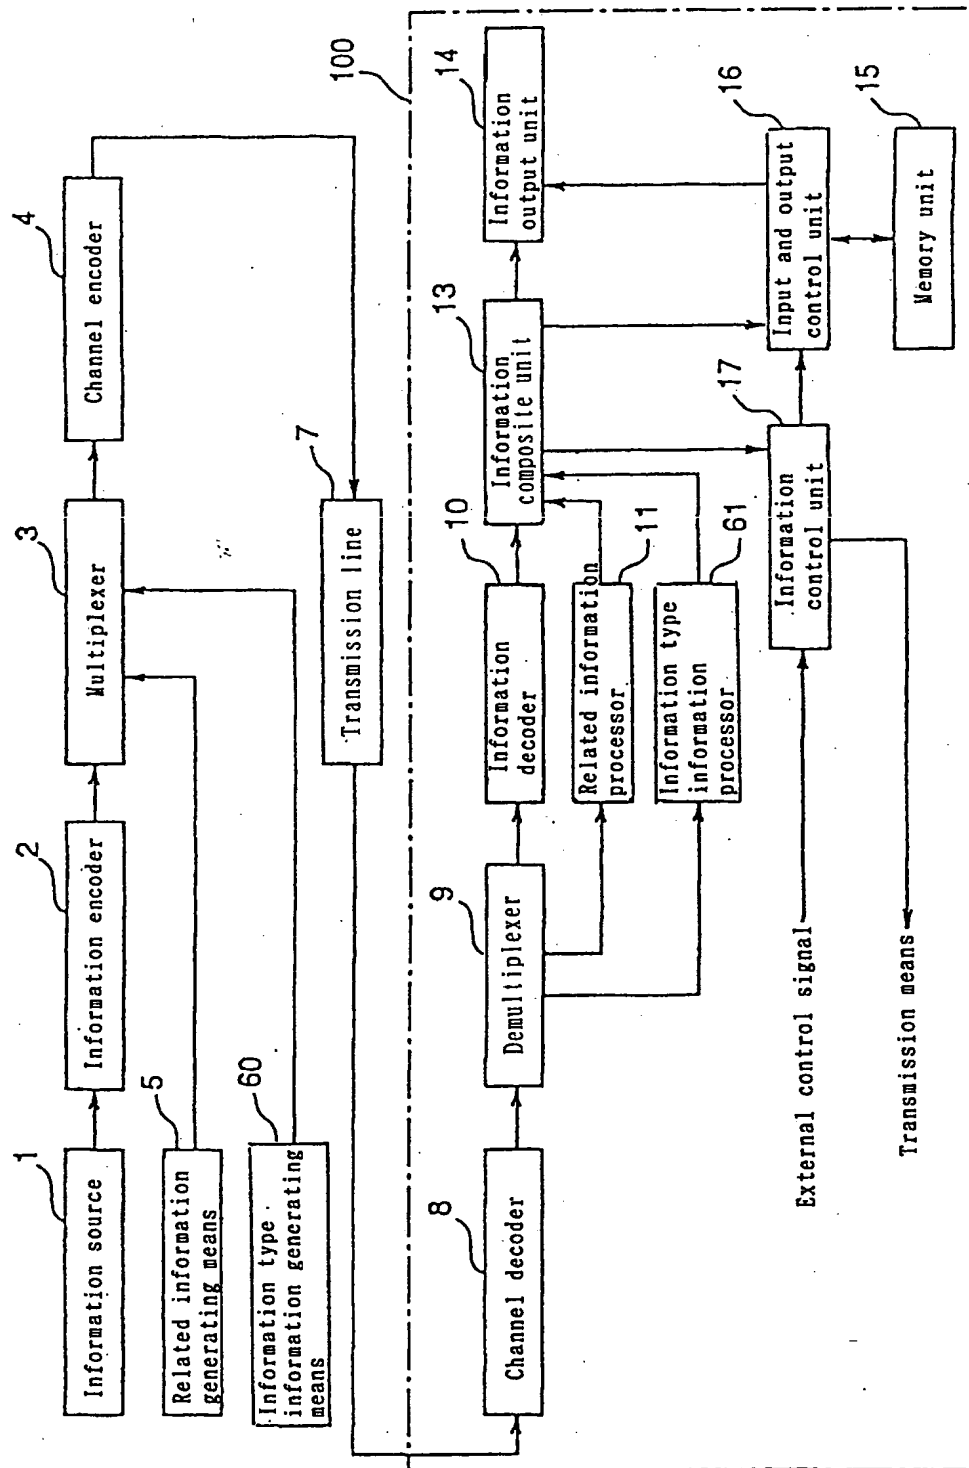 1
Information source
2
Information encoder
3
Multiplexer
4
Channel encoder
5
Related information
generating means
60
Information type
information generating
means
7
Transmission line
100
8
Channel decoder
9
Demultiplexer
10
Information
decoder
11
Related information
processor
61
Information type
information
processor
13
Information
composite unit
14
Information
output unit
17
Information
control unit
16
Input and output
control unit
15
Memory unit
External control signal
Transmission means